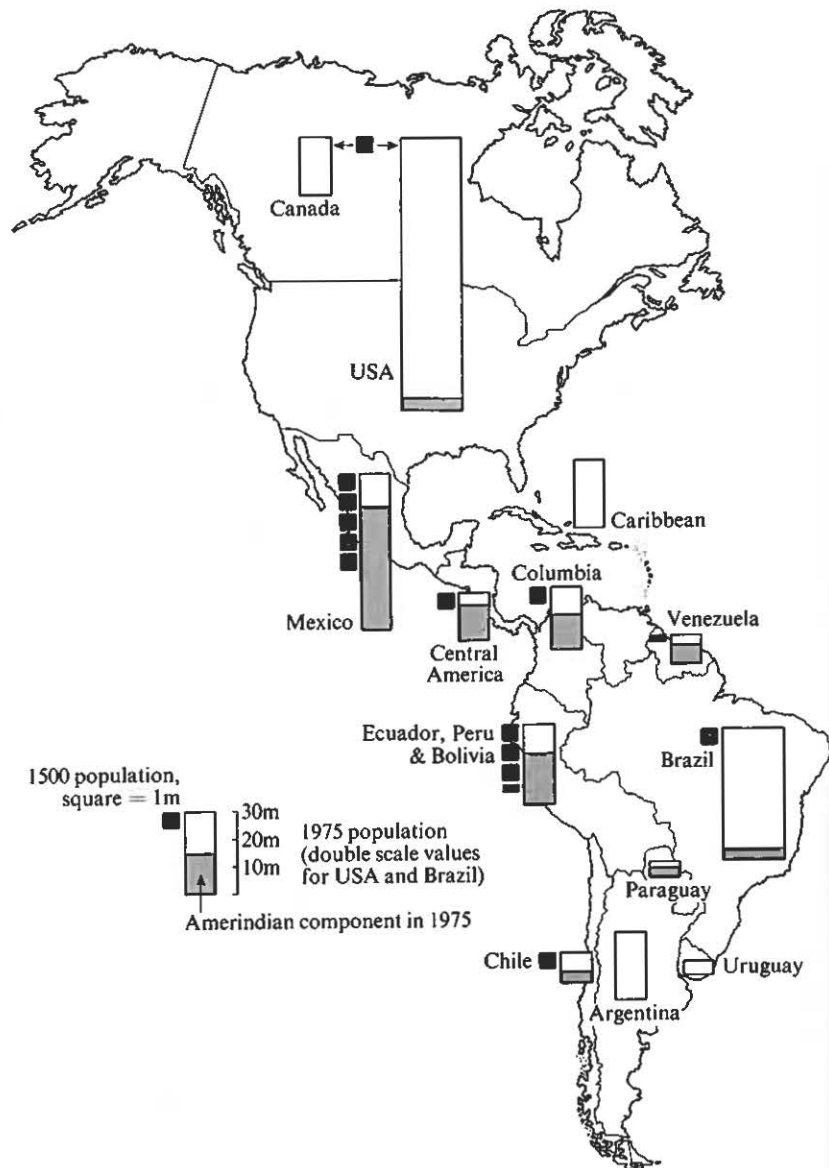 Canada
USA
Caribbean
Mexico
Columbia
Venezuela
Central
America
Ecuador, Peru
& Bolivia
Brazil
1500 population,
square = 1m
30m
20m
10m
1975 population
(double scale values
for USA and Brazil)
Amerindian component in 1975
Paraguay
Chile
Uruguay
Argentina